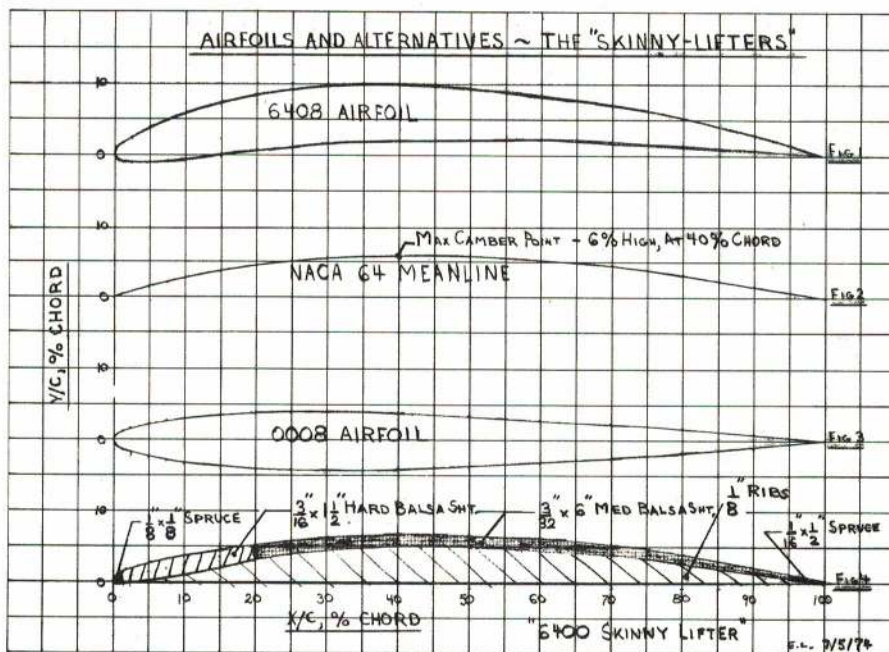 AIRFOILS AND ALTERNATIVES ~ THE "SKINNY-LIFTERS"
10
6408 AIRFOIL
0
FIG 1
10
MAX CAMBER POINT - 6% HIGH, AT 40% CHORD
NACA 64 MEANLINE
0
FIG 2
Y/C, % CHORD
10
0
0008 AIRFOIL
FIG 3
10
1/8" x 1/8" SPRUCE
3/16" x 1 1/2" HARD BALSA SHT.
3/32" x 6" MED BALSA SHT.
1/8" RIBS
1/16" x 1/2" SPRUCE
0
FIG 4
0 10 20 30 40 50 60 70 80 90 100
X/C, % CHORD
"6400 SKINNY LIFTER"
/5/74